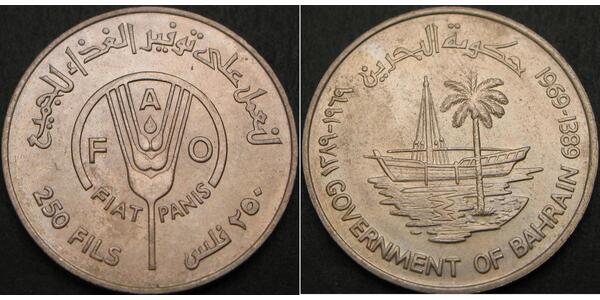 لنعمل على توفير الغذاء للجميع
F A O
FIAT PANIS
250 FILS
٢٥٠ فلس
حكومة البحرين
١٩٦٩-١٣٨٩
1969-1389
GOVERNMENT OF BAHRAIN